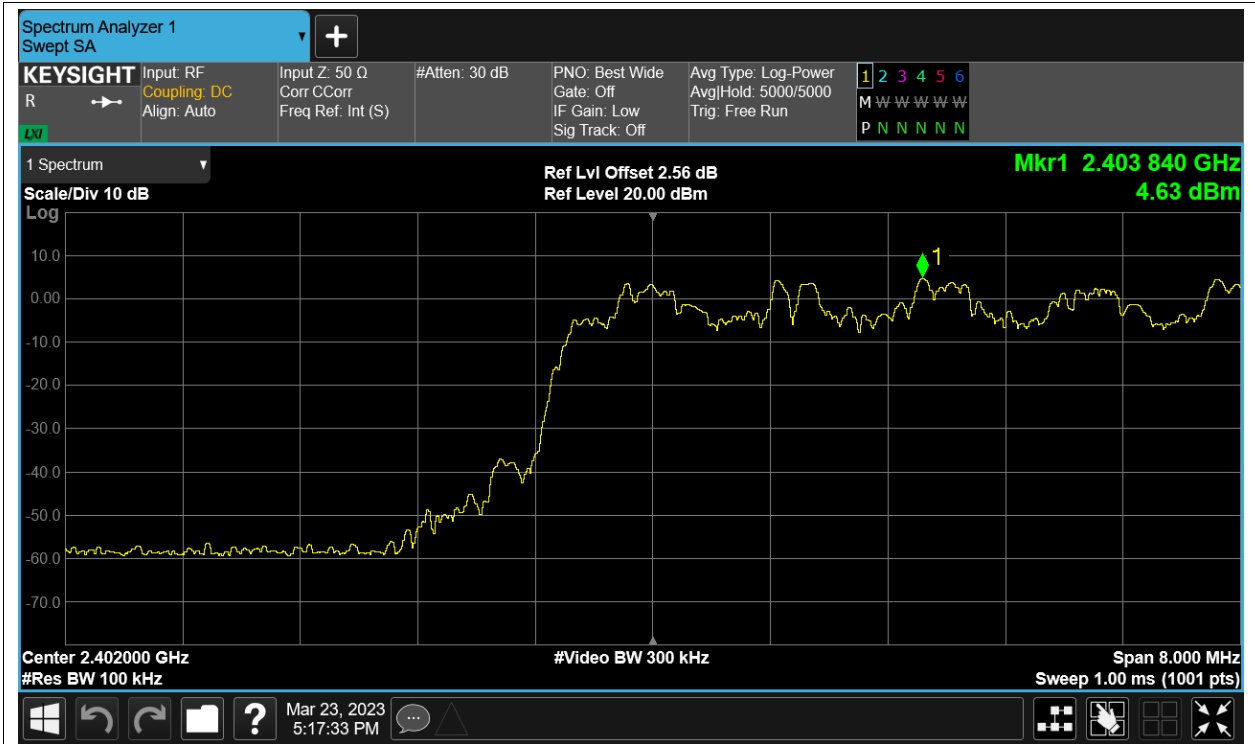 Spectrum Analyzer 1
Swept SA
KEYSIGHT
R
LXI
Input: RF
Coupling: DC
Align: Auto
Input Z: 50 Ω
Corr CCorr
Freq Ref: Int (S)
#Atten: 30 dB
PNO: Best Wide
Gate: Off
IF Gain: Low
Sig Track: Off
Avg Type: Log-Power
Avg|Hold: 5000/5000
Trig: Free Run
1 2 3 4 5 6
M W W W W W
P N N N N N
1 Spectrum
Scale/Div 10 dB
Log
Ref Lvl Offset 2.56 dB
Ref Level 20.00 dBm
Mkr1 2.403 840 GHz
4.63 dBm
1
10.0
0.00
-10.0
-20.0
-30.0
-40.0
-50.0
-60.0
-70.0
Center 2.402000 GHz
#Res BW 100 kHz
#Video BW 300 kHz
Span 8.000 MHz
Sweep 1.00 ms (1001 pts)
?
Mar 23, 2023
5:17:33 PM